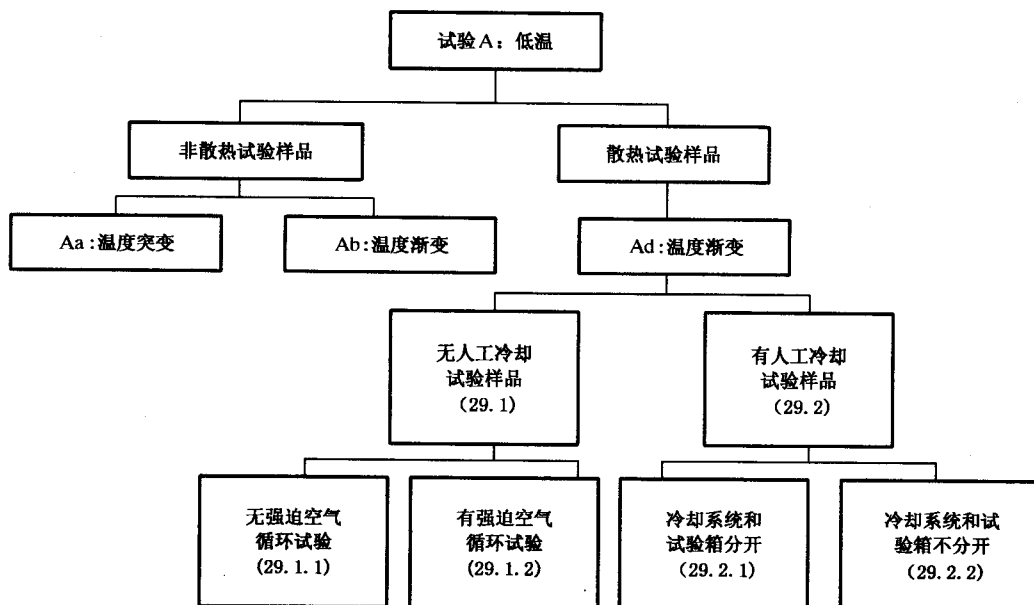 试验A：低温
非散热试验样品
散热试验样品
Aa:温度突变
Ab:温度渐变
Ad:温度渐变
无人工冷却
试验样品
(29.1)
有人工冷却
试验样品
(29.2)
无强迫空气
循环试验
(29.1.1)
有强迫空气
循环试验
(29.1.2)
冷却系统和
试验箱分开
(29.2.1)
冷却系统和试
验箱不分开
(29.2.2)